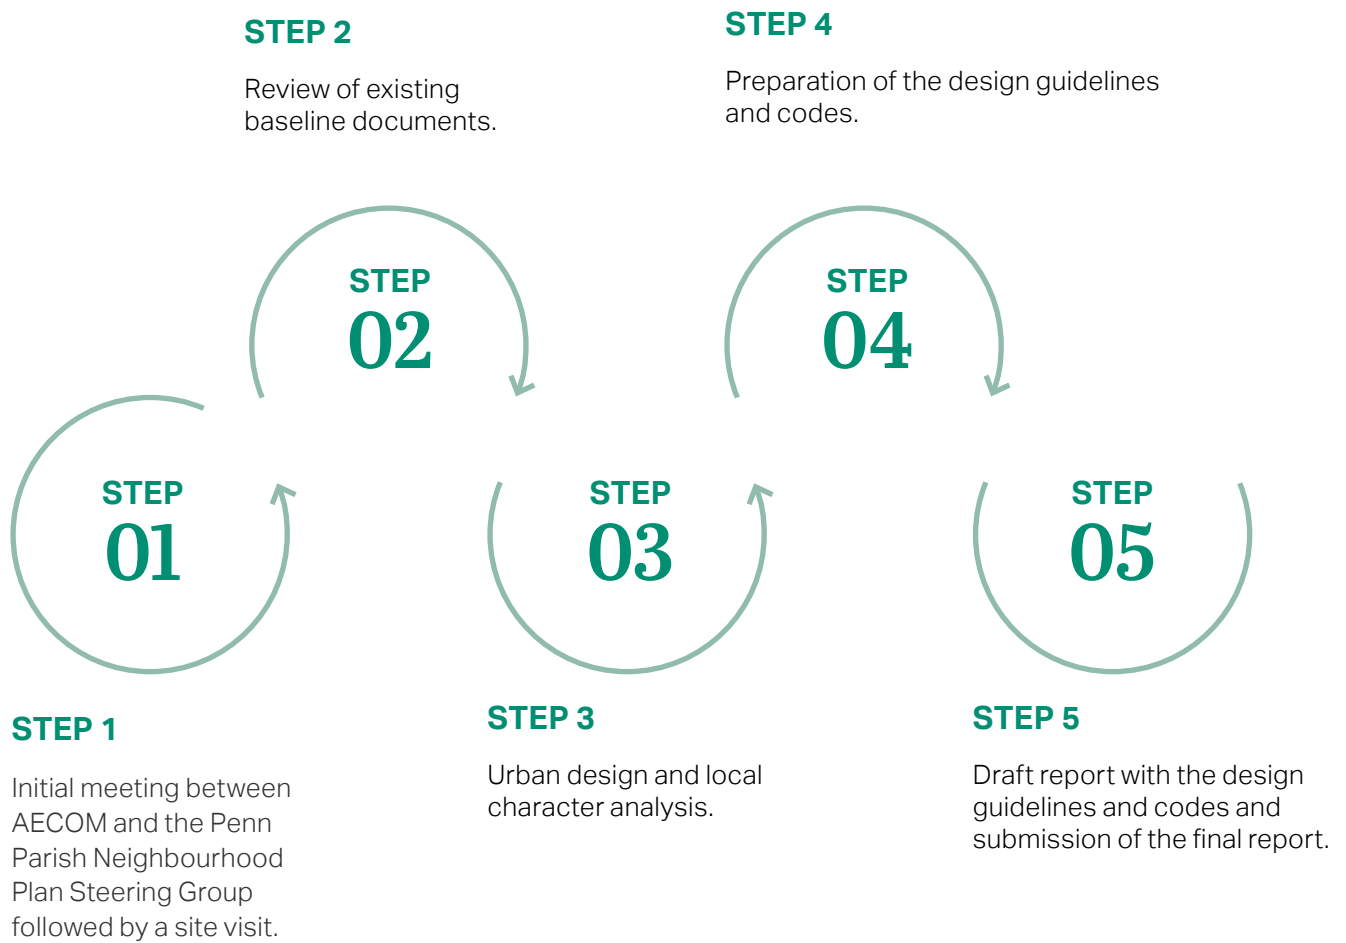 STEP 2
Review of existing
baseline documents.
STEP 4
Preparation of the design guidelines
and codes.
STEP
02
STEP
04
STEP
01
STEP
03
STEP
05
STEP 1
Initial meeting between
AECOM and the Penn
Parish Neighbourhood
Plan Steering Group
followed by a site visit.
STEP 3
Urban design and local
character analysis.
STEP 5
Draft report with the design
guidelines and codes and
submission of the final report.